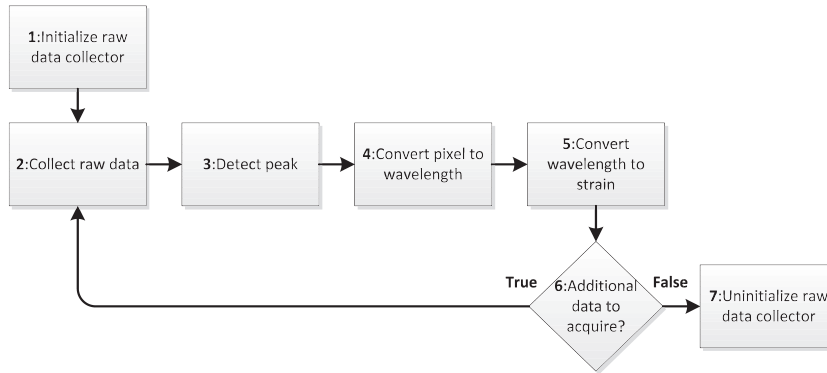 1:Initialize raw
data collector
2:Collect raw data
3:Detect peak
4:Convert pixel to
wavelength
5:Convert
wavelength to
strain
True
6:Additional
data to
acquire?
False
7:Uninitialize raw
data collector